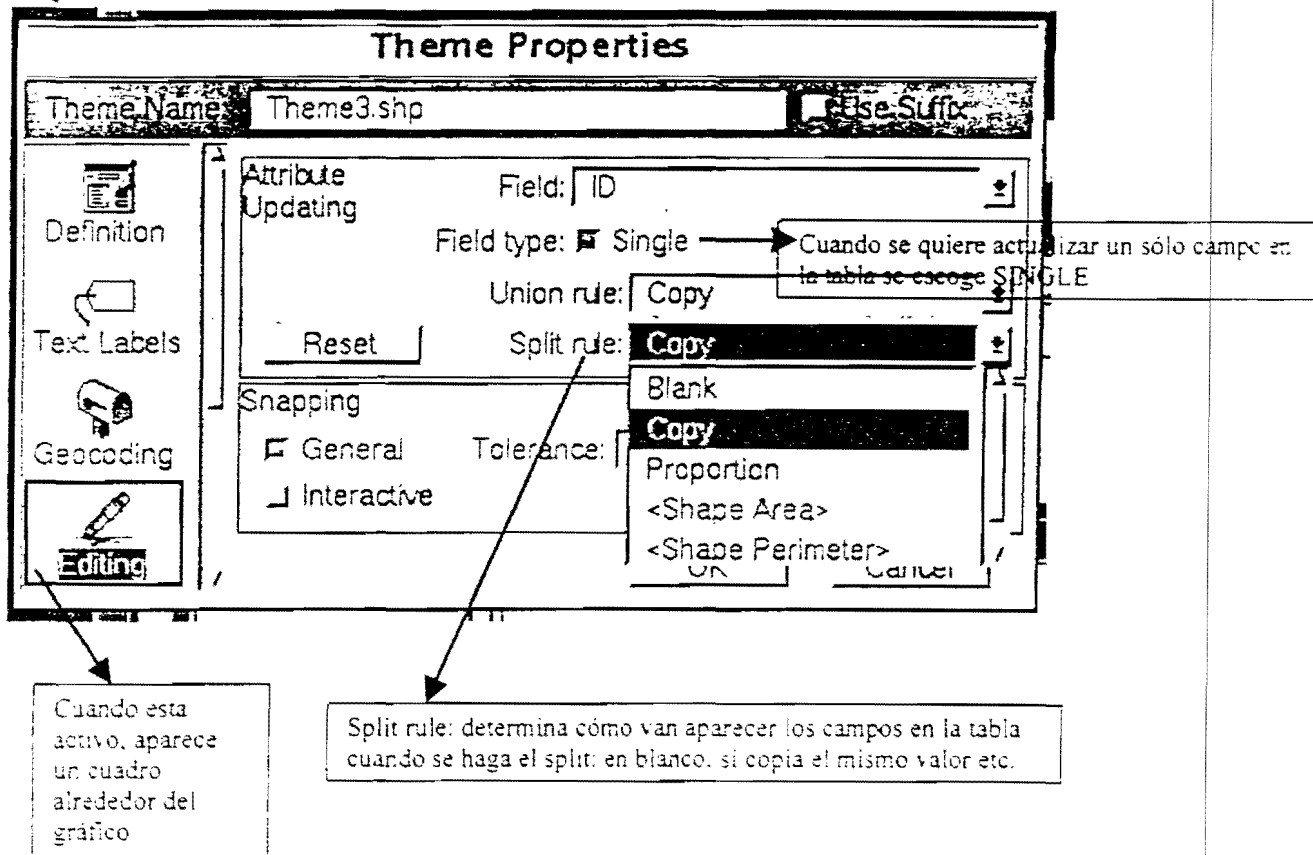 Theme Properties
Theme Name: Theme3.shp Use Suffix
Definition
Text Labels
Geocoding
Editing
Attribute
Updating
Field: ID
Field type: Single
Union rule: Copy
Reset
Split rule: Copy
Blank
Copy
Proportion
<Shape Area>
<Shape Perimeter>
Snapping
General
Tolerance:
Interactive
OK
Cancel
Cuando se quiere actualizar un sólo campo en
la tabla se escoge SINGLE
Cuando esta
activo, aparece
un cuadro
alrededor del
gráfico
Split rule: determina cómo van aparecer los campos en la tabla
cuando se haga el split: en blanco, si copia el mismo valor etc.